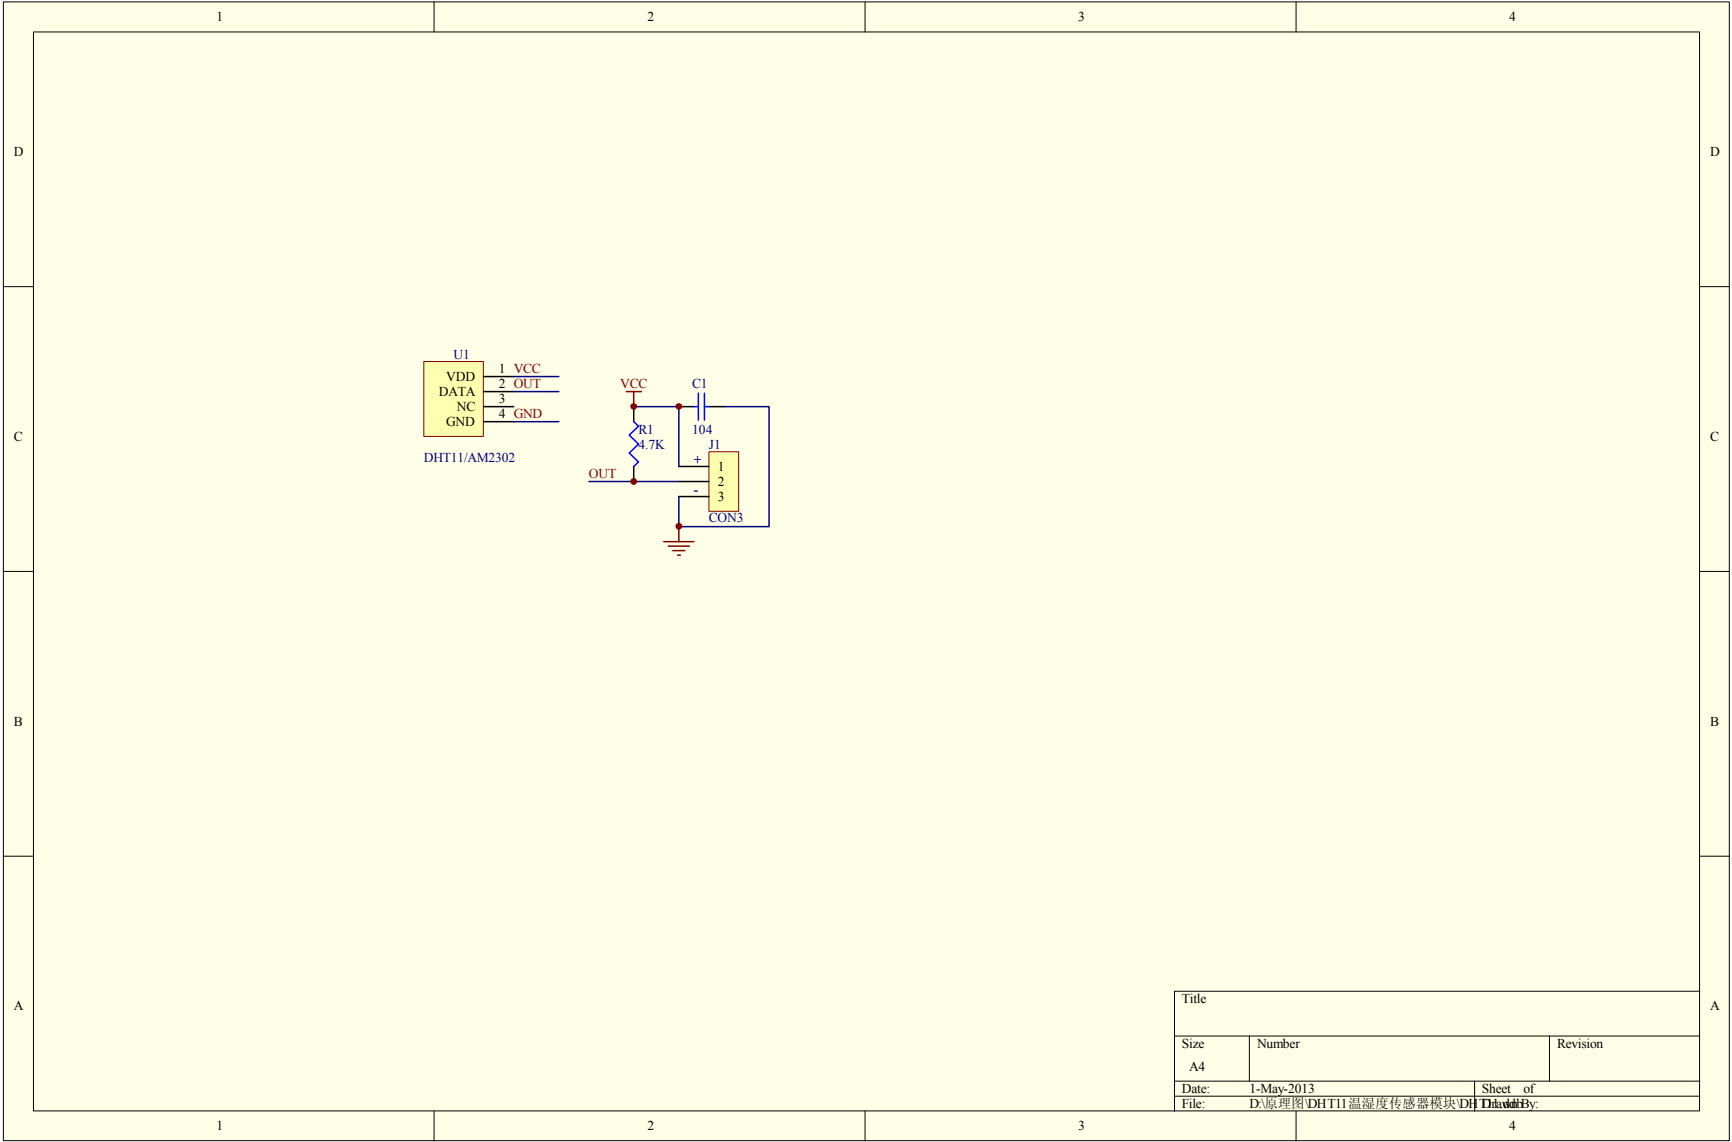 1 2 3 4
D D
U1
VDD 1 VCC
DATA 2 OUT
NC 3
GND 4 GND
DHT11/AM2302
VCC C1
R1 104
4.7K J1
+ 1
OUT 2
- 3
CON3
C C
B B
A A
Title
Size Number Revision
A4
Date: 1-May-2013 Sheet of
File: D:\原理图\DHT11温湿度传感器模块\DHT11.ddb Drawn By:
1 2 3 4